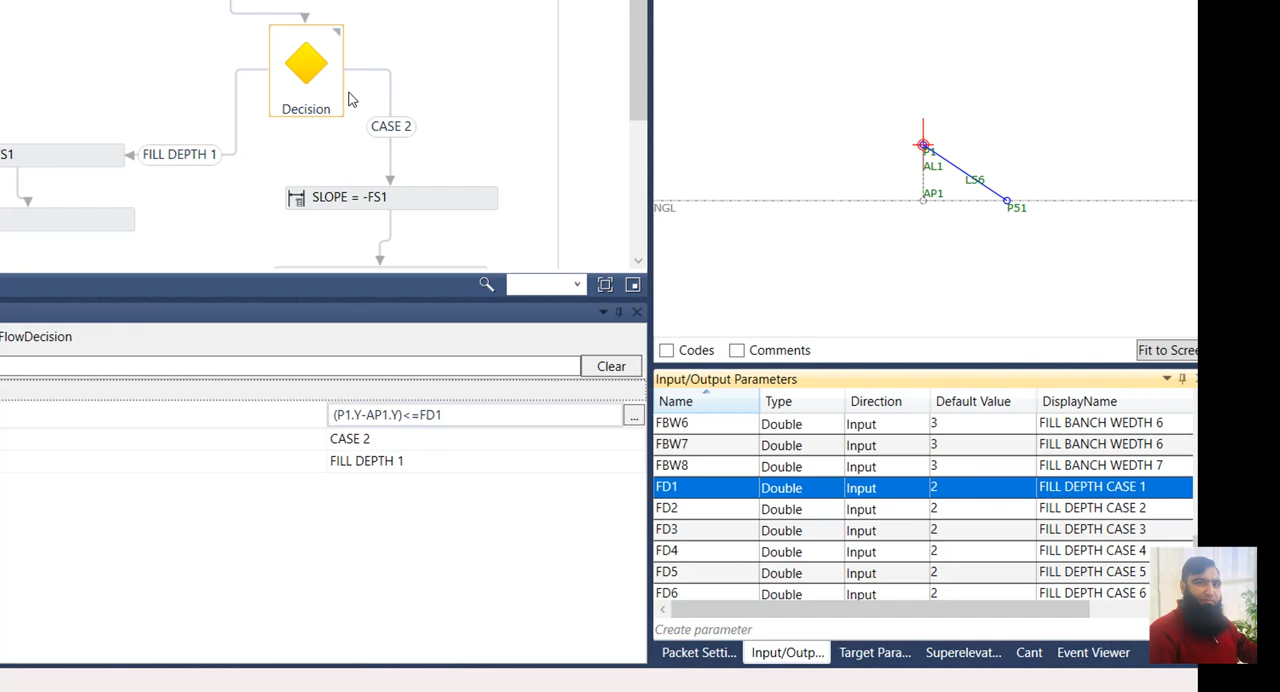 Decision
CASE 2
S1
FILL DEPTH 1
SLOPE = -FS1
P1
AL1
LS6
AP1
NGL
P51
FlowDecision
Clear
(P1.Y-AP1.Y)<=FD1
...
CASE 2
FILL DEPTH 1
Codes
Comments
Fit to Scree
Input/Output Parameters
Name Type Direction Default Value DisplayName
FBW6 Double Input 3 FILL BANCH WEDTH 6
FBW7 Double Input 3 FILL BANCH WEDTH 6
FBW8 Double Input 3 FILL BANCH WEDTH 7
FD1 Double Input 2 FILL DEPTH CASE 1
FD2 Double Input 2 FILL DEPTH CASE 2
FD3 Double Input 2 FILL DEPTH CASE 3
FD4 Double Input 2 FILL DEPTH CASE 4
FD5 Double Input 2 FILL DEPTH CASE 5
FD6 Double Input 2 FILL DEPTH CASE 6
Create parameter
Packet Setti... Input/Outp... Target Para... Superelevat... Cant Event Viewer